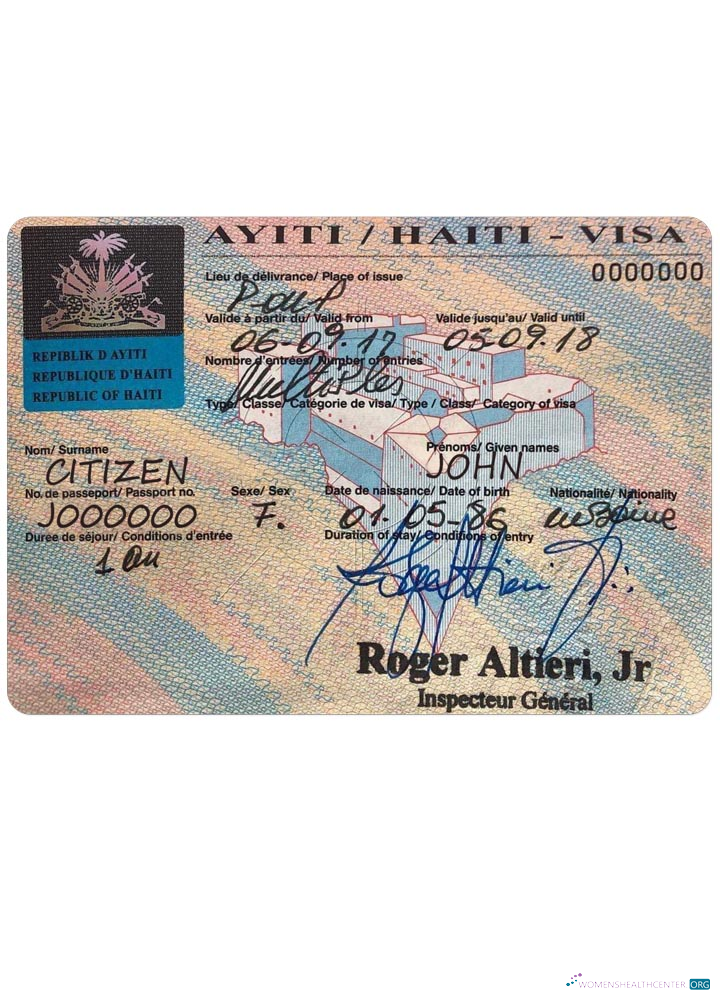 AYITI / HAITI - VISA
0000000
REPIBLIK D AYITI
REPUBLIQUE D'HAITI
REPUBLIC OF HAITI
Lieu de délivrance/ Place of issue
Valide à partir du/ Valid from Valide jusqu'au/ Valid until
06-09.17 05-09.18
Nombre d'entrées/ Number of entries
Multiples
Type/ Classe/ Catégorie de visa/ Type / Class/ Category of visa
Nom/ Surname Prénoms/ Given names
CITIZEN JOHN
No. de passeport/ Passport no. Sexe/ Sex Date de naissance/ Date of birth Nationalité/ Nationality
J000000 F. 01.05-86
Durée de séjour/ Conditions d'entrée Duration of stay/ Conditions of entry
1 an
Roger Altieri, Jr
Inspecteur Général
WOMENSHEALTHCENTER.ORG